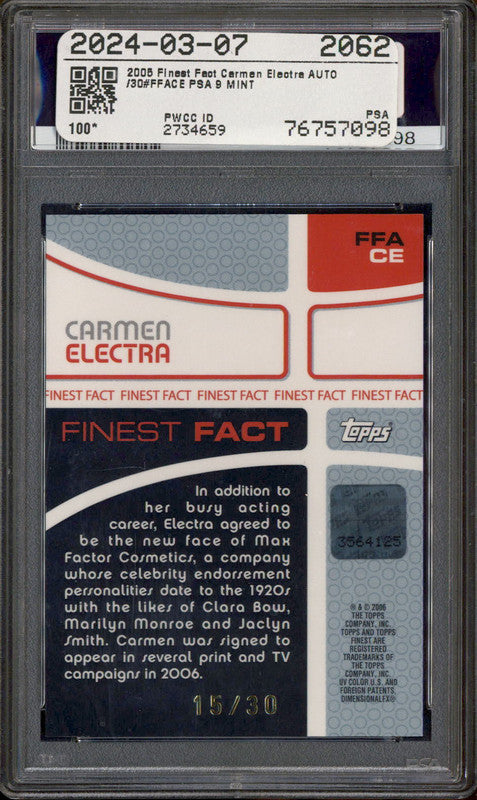 2024-03-07 2062
2005 Finest Fact Carmen Electra AUTO
/30#FFACE PSA 9 MINT
100*
PWCC ID
2734659
PSA
76757098
98
FFA
CE
CARMEN
ELECTRA
FINEST FACT FINEST FACT FINEST FACT FINEST FACT FINEST FACT
FINEST FACT
topps
In addition to
her busy acting
career, Electra agreed to
be the new face of Max
Factor Cosmetics, a company
whose celebrity endorsement
personalities date to the 1920s
with the likes of Clara Bow,
Marilyn Monroe and Jaclyn
Smith. Carmen was signed to
appear in several print and TV
campaigns in 2006.
15/30
3564125
® & © 2006
THE TOPPS
COMPANY, INC.
TOPPS AND TOPPS
FINEST ARE
REGISTERED
TRADEMARKS OF
THE TOPPS
COMPANY, INC.
UV COLOR U.S. AND
FOREIGN PATENTS,
DIMENSIONALFX®
PSA